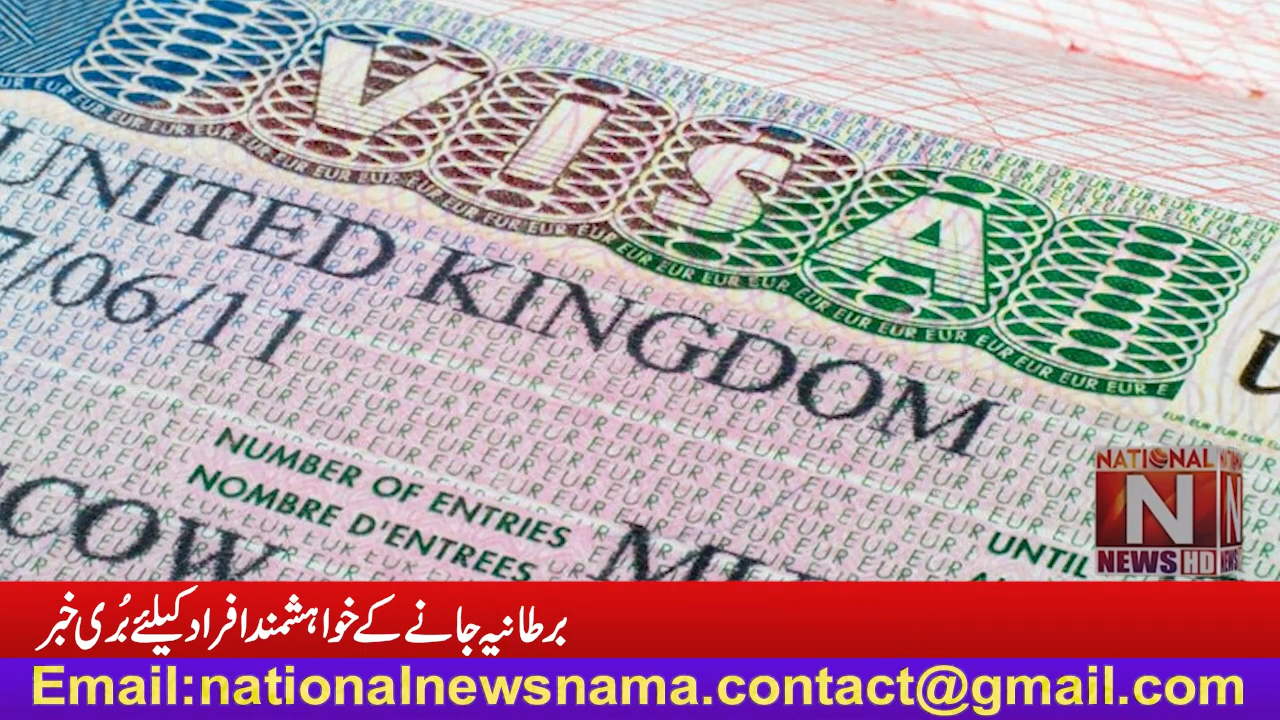 VISA
UNITED KINGDOM
7/06/11
NUMBER OF ENTRIES
NOMBRE D'ENTREES
UNTIL
NATIONAL
N
NEWS HD
برطانیہ جانے کے خواہشمند افراد کیلئے بُری خبر
Email:nationalnewsnama.contact@gmail.com